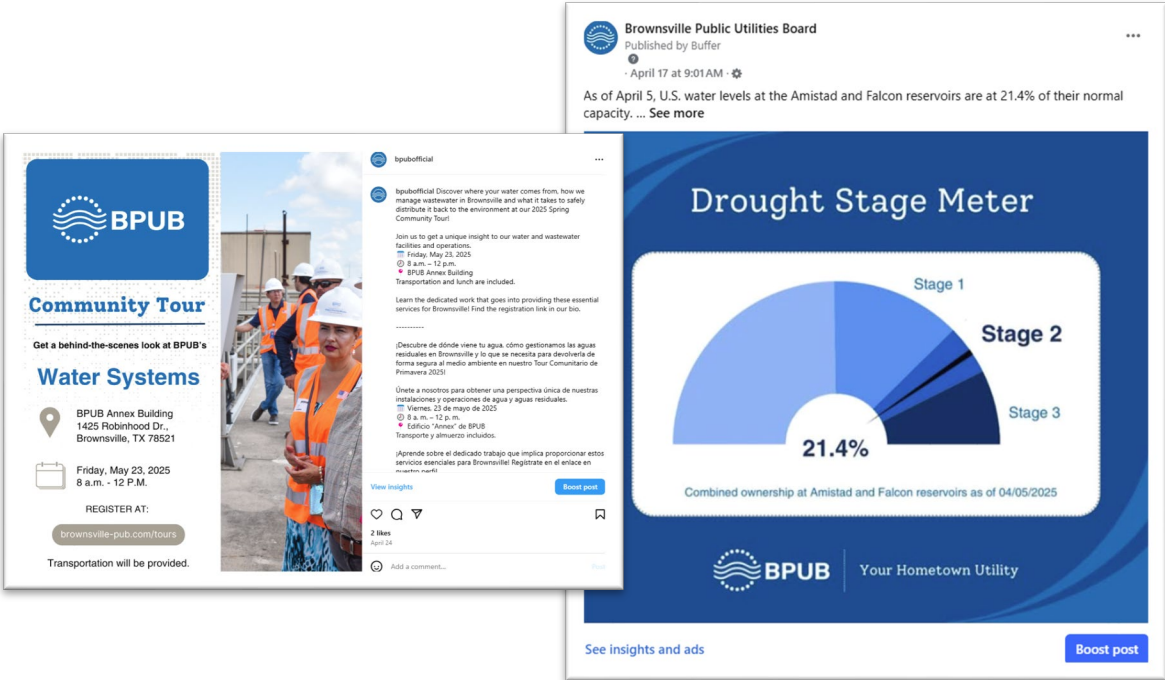 BPUB
Community Tour
Get a behind-the-scenes look at BPUB's
Water Systems
BPUB Annex Building
1425 Robinhood Dr.,
Brownsville, TX 78521
Friday, May 23, 2025
8 a.m. - 12 P.M.
REGISTER AT:
brownsville-pub.com/tours
Transportation will be provided.
bpubofficial
bpubofficial Discover where your water comes from, how we
manage wastewater in Brownsville and what it takes to safely
distribute it back to the environment at our 2025 Spring
Community Tour!
Join us to get a unique insight to our water and wastewater
facilities and operations.
Friday, May 23, 2025
8 a.m. – 12 p.m.
BPUB Annex Building
Transportation and lunch are included.
Learn the dedicated work that goes into providing these essential
services for Brownsville! Find the registration link in our bio.
----------
¡Descubre de dónde viene tu agua, cómo gestionamos las aguas
residuales en Brownsville y lo que se necesita para devolverla de
forma segura al medio ambiente en nuestro Tour Comunitario de
Primavera 2025!
Únete a nosotros para obtener una perspectiva única de nuestras
instalaciones y operaciones de agua y aguas residuales.
Viernes, 23 de mayo de 2025
8 a. m. – 12 p. m.
Edificio "Annex" de BPUB
Transporte y almuerzo incluidos.
¡Aprende sobre el dedicado trabajo que implica proporcionar estos
servicios esenciales para Brownsville! Regístrate en el enlace en
nuestro perfil
View insights
Boost post
2 likes
April 24
Add a comment...
Brownsville Public Utilities Board
Published by Buffer
· April 17 at 9:01 AM ·
As of April 5, U.S. water levels at the Amistad and Falcon reservoirs are at 21.4% of their normal
capacity. ... See more
Drought Stage Meter
Stage 1
Stage 2
Stage 3
21.4%
Combined ownership at Amistad and Falcon reservoirs as of 04/05/2025
BPUB
Your Hometown Utility
See insights and ads
Boost post